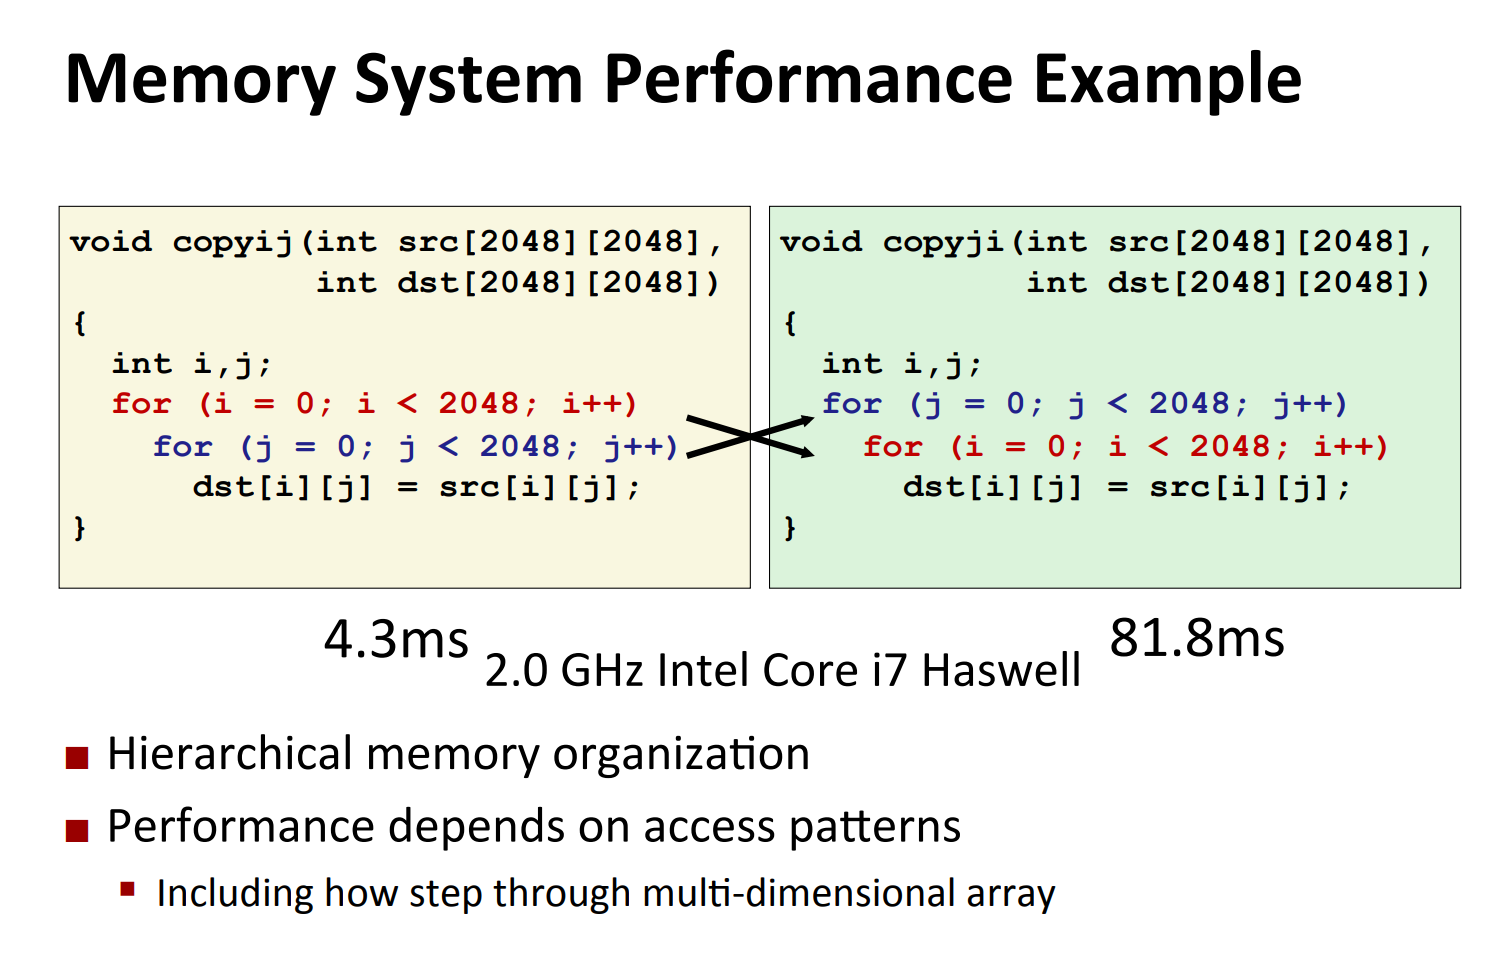 Memory System Performance Example
void copyij(int src[2048][2048],
            int dst[2048][2048])
{
  int i,j;
  for (i = 0; i < 2048; i++)
    for (j = 0; j < 2048; j++)
      dst[i][j] = src[i][j];
}
void copyji(int src[2048][2048],
            int dst[2048][2048])
{
  int i,j;
  for (j = 0; j < 2048; j++)
    for (i = 0; i < 2048; i++)
      dst[i][j] = src[i][j];
}
4.3ms
81.8ms
2.0 GHz Intel Core i7 Haswell
Hierarchical memory organization
Performance depends on access patterns
Including how step through multi-dimensional array